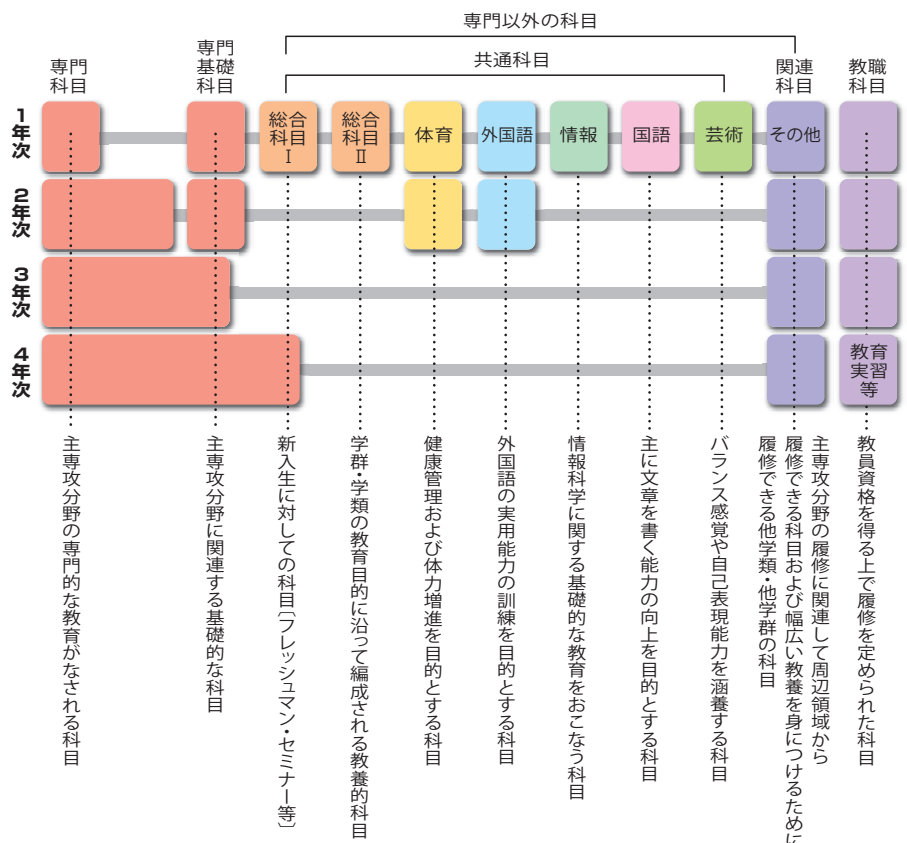 専門以外の科目
共通科目
専門
科目
専門
基礎
科目
関連
科目
教職
科目
1年次
総合
科目
Ⅰ
総合
科目
Ⅱ
体育
外国語
情報
国語
芸術
その他
2年次
3年次
4年次
教育
実習
等
主専攻分野の専門的な教育がなされる科目
主専攻分野に関連する基礎的な科目
新入生に対しての科目〔フレッシュマン・セミナー等〕
学群・学類の教育目的に沿って編成される教養的科目
健康管理および体力増進を目的とする科目
外国語の実用能力の訓練を目的とする科目
情報科学に関する基礎的な教育をおこなう科目
主に文章を書く能力の向上を目的とする科目
バランス感覚や自己表現能力を涵養する科目
主専攻分野の履修に関連して周辺領域から
履修できる科目および幅広い教養を身につけるために
履修できる他学類・他学群の科目
教員資格を得る上で履修を定められた科目